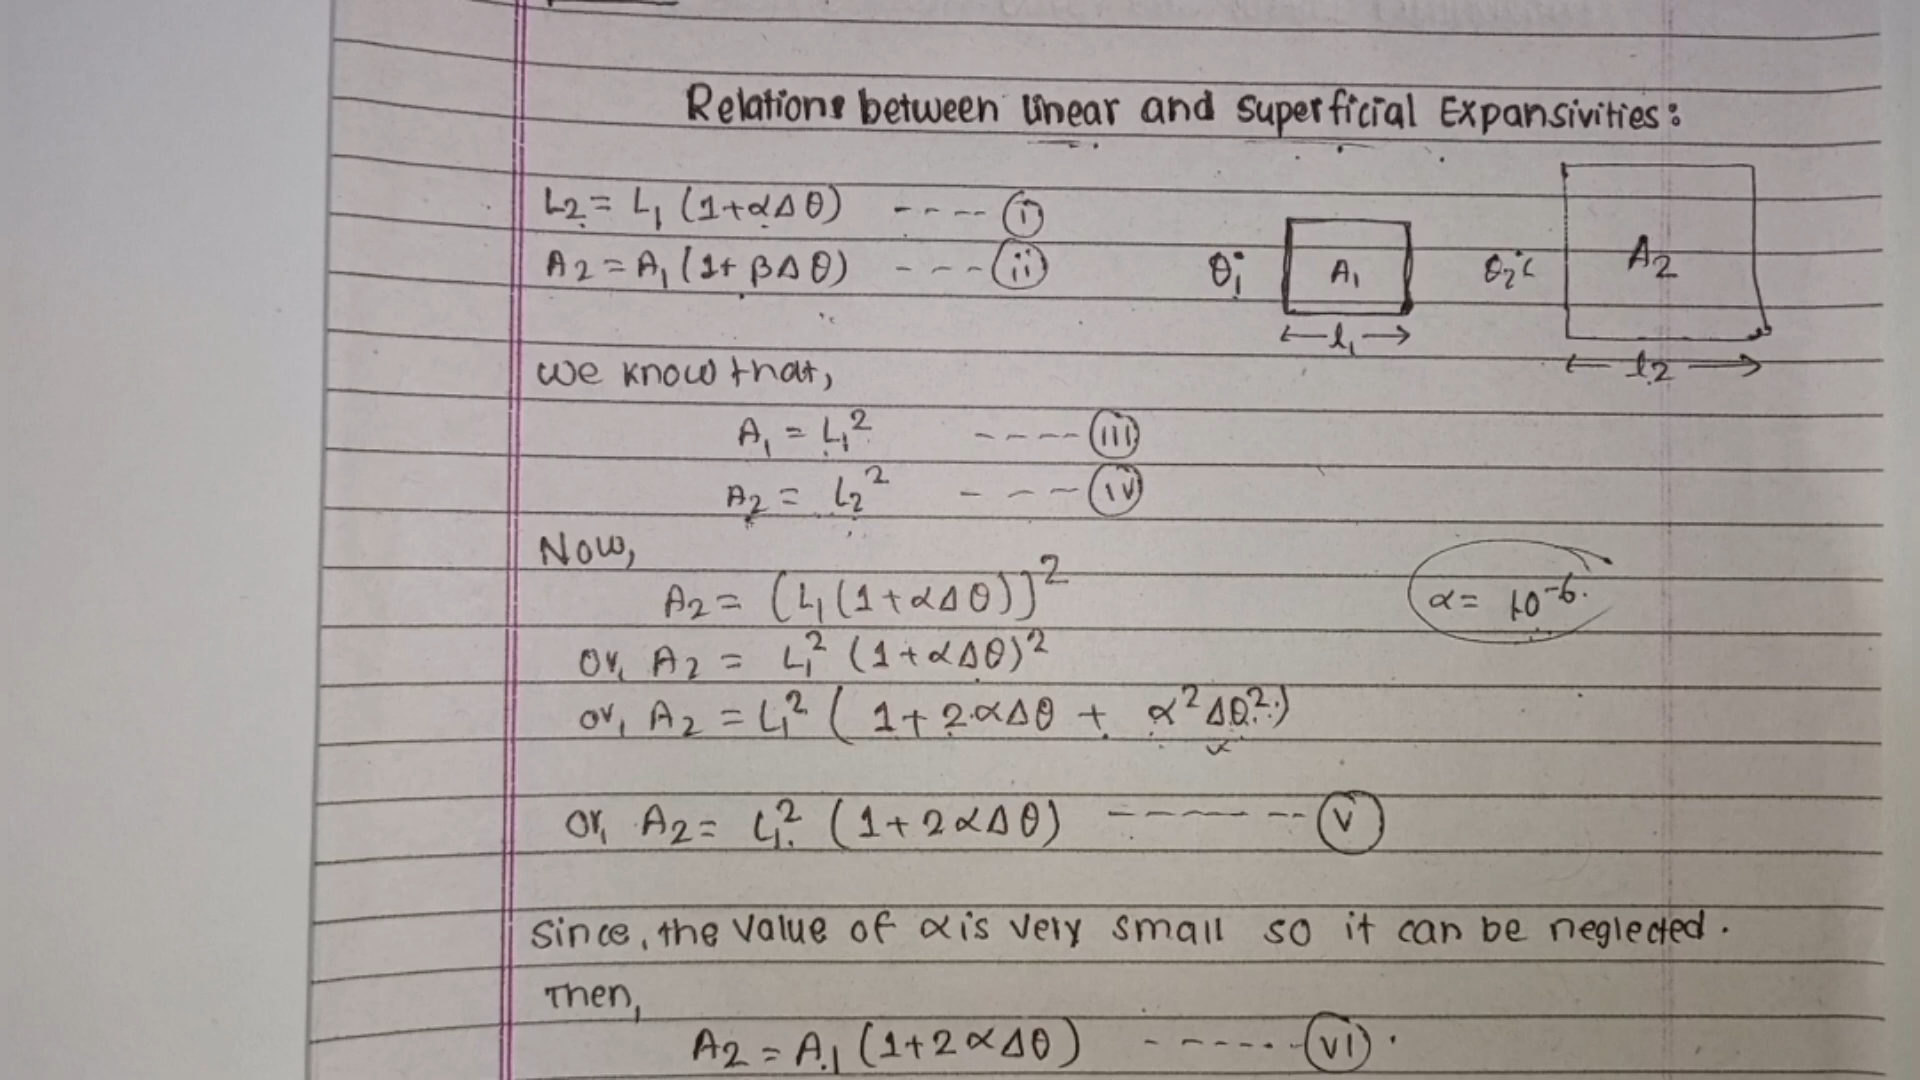 Relations between linear and superficial Expansivities:
L2 = L1 (1+αΔθ) ---- (i)
A2 = A1 (1+ βΔθ) --- (ii)
θ1° A1 θ2°c A2
l1
l2
we know that,
A1 = L1² ---- (iii)
A2 = L2² --- (iv)
Now,
A2 = (L1 (1+αΔθ)]²
α = 10⁻⁶.
or, A2 = L1² (1+αΔθ)²
or, A2 = L1² ( 1+ 2.αΔθ + α²Δθ²)
or, A2 = L1² (1+2αΔθ) ------ (v)
Since, the value of α is very small so it can be neglected.
Then,
A2 = A1 (1+2αΔθ) ------ (vi).